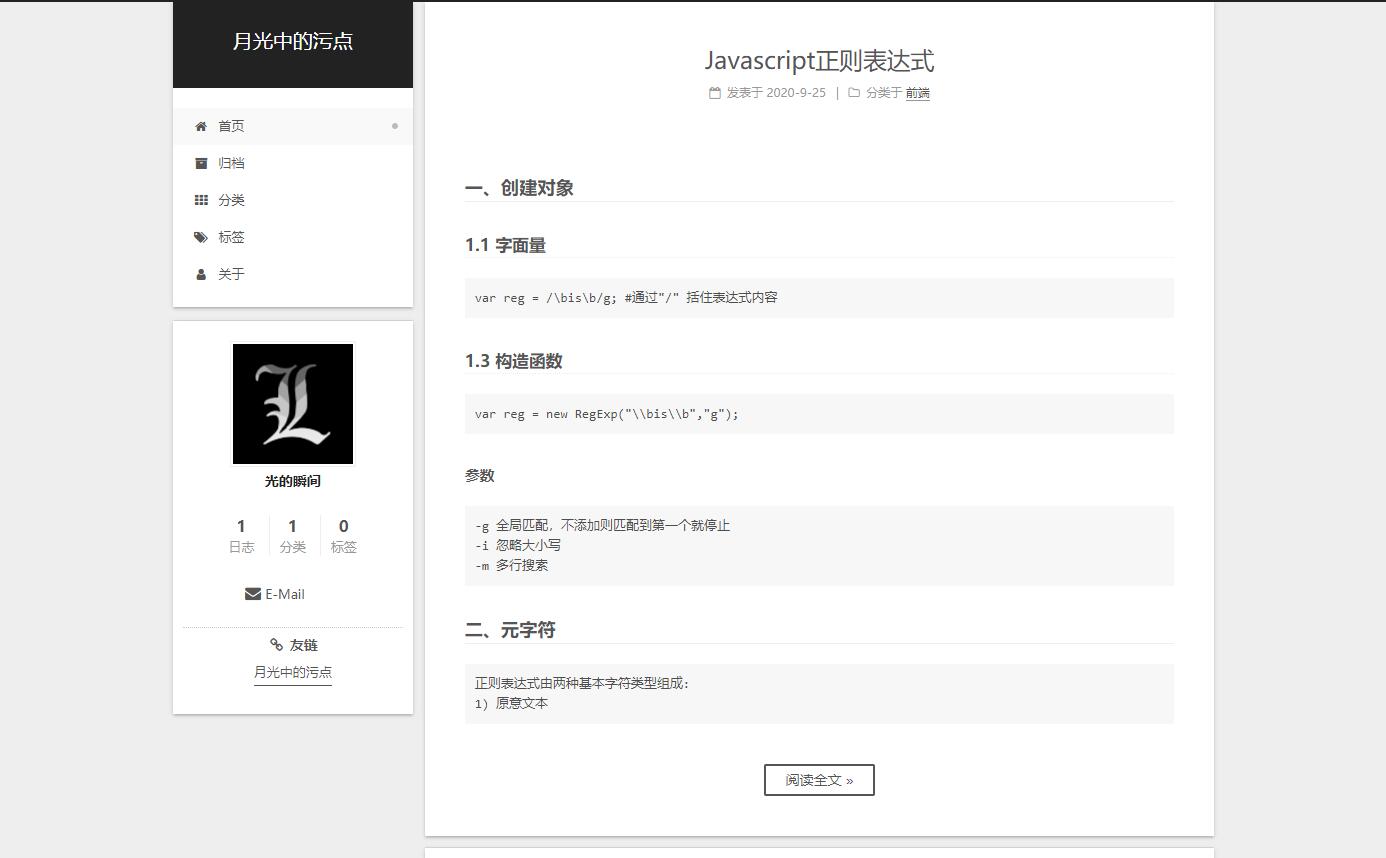 月光中的污点
首页
归档
分类
标签
关于
L
光的瞬间
1 1 0
日志 分类 标签
E-Mail
友链
月光中的污点
Javascript正则表达式
发表于 2020-9-25 | 分类于 前端
一、创建对象
1.1 字面量
var reg = /\bis\b/g; #通过"/" 括住表达式内容
1.3 构造函数
var reg = new RegExp("\\bis\\b","g");
参数
-g 全局匹配，不添加则匹配到第一个就停止
-i 忽略大小写
-m 多行搜索
二、元字符
正则表达式由两种基本字符类型组成:
1) 原意文本
阅读全文 »